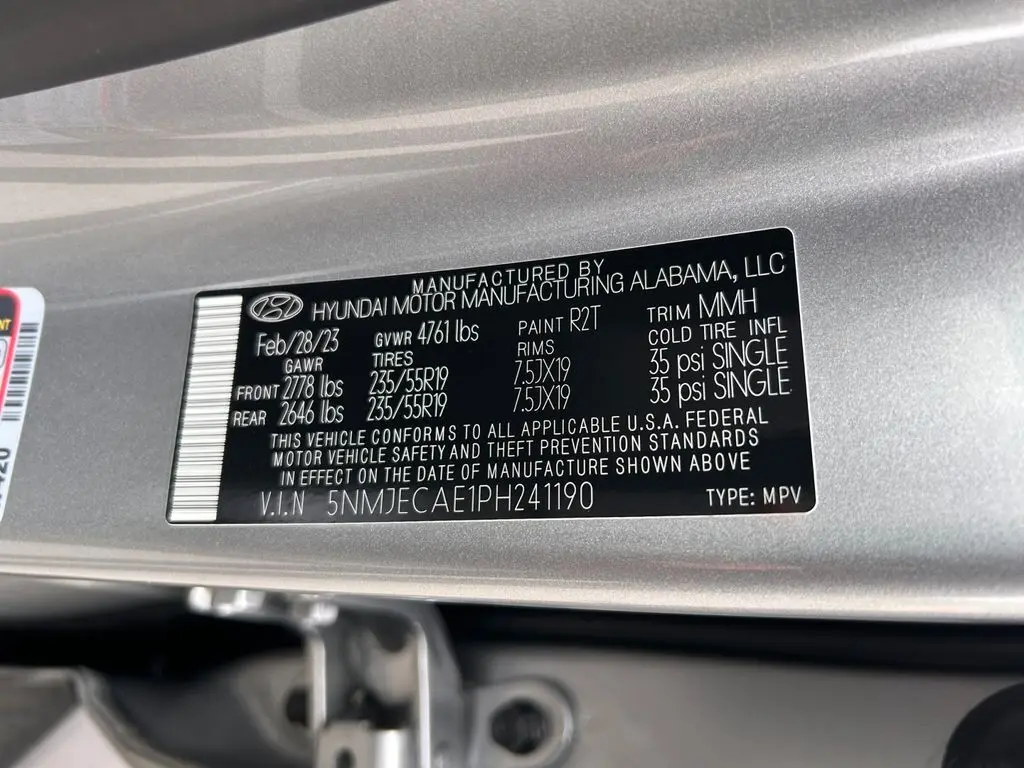 MANUFACTURED BY
HYUNDAI MOTOR MANUFACTURING ALABAMA, LLC
Feb/28/23 GVWR 4761 lbs PAINT R2T TRIM MMH
GAWR TIRES RIMS COLD TIRE INFL
FRONT 2778 lbs 235/55R19 7.5JX19 35 psi SINGLE
REAR 2646 lbs 235/55R19 7.5JX19 35 psi SINGLE
THIS VEHICLE CONFORMS TO ALL APPLICABLE U.S.A. FEDERAL
MOTOR VEHICLE SAFETY AND THEFT PREVENTION STANDARDS
IN EFFECT ON THE DATE OF MANUFACTURE SHOWN ABOVE
V.I.N 5NMJECAE1PH241190 TYPE: MPV